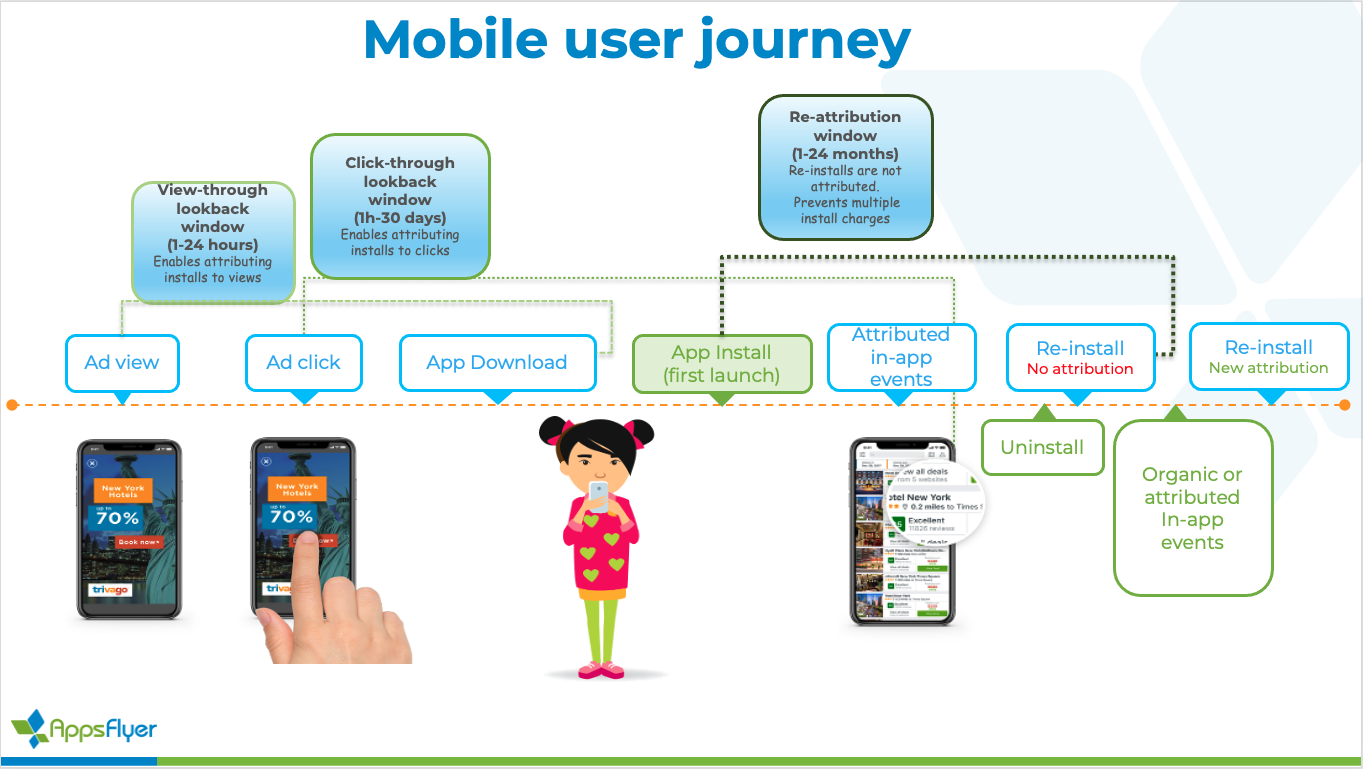 Mobile user journey
Re-attribution
window
(1-24 months)
Re-installs are not
attributed.
Prevents multiple
install charges
Click-through
lookback
window
(1h-30 days)
Enables attributing
installs to clicks
View-through
lookback
window
(1-24 hours)
Enables attributing
installs to views
Ad view
Ad click
App Download
App Install
(first launch)
Attributed
in-app
events
Re-install
No attribution
Re-install
New attribution
Uninstall
Organic or
attributed
In-app
events
New York
Hotels
up to
70%
Book now
trivago
New York
Hotels
up to
70%
ow all deals
rom 5 websites
otel New York
0.2 miles to Times S
Excellent
11826 reviews
AppsFlyer